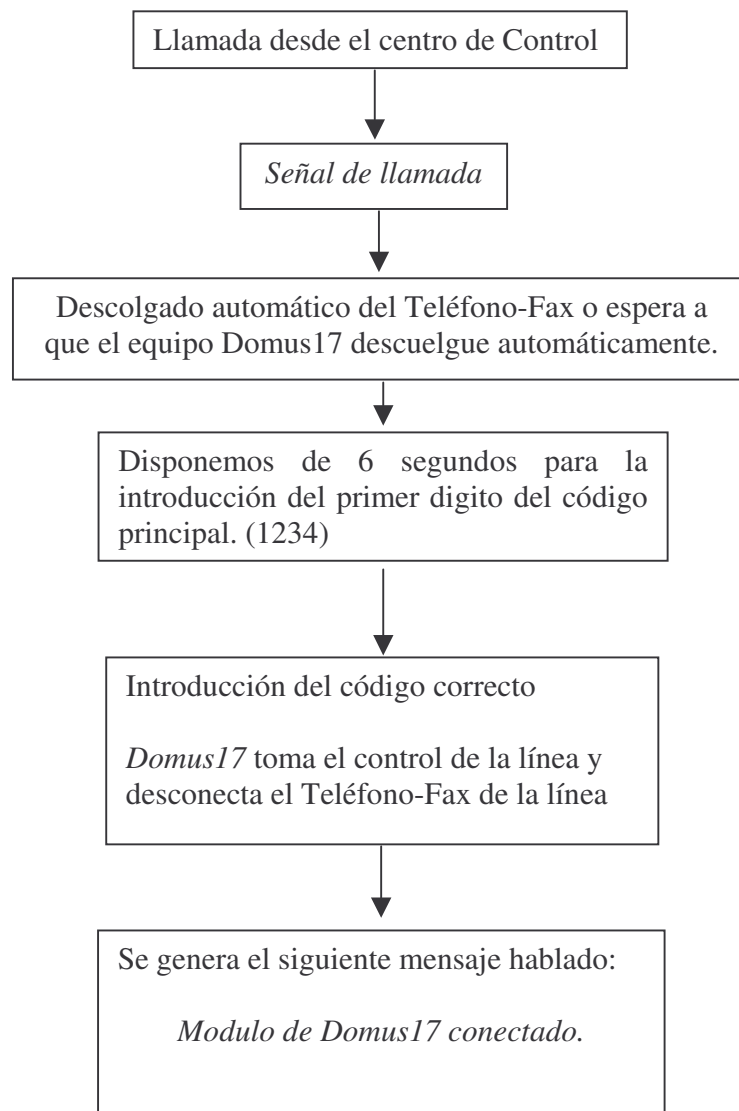 Llamada desde el centro de Control
Señal de llamada
Descolgado automático del Teléfono-Fax o espera a
que el equipo Domus17 descuelgue automáticamente.
Disponemos de 6 segundos para la
introducción del primer digito del código
principal. (1234)
Introducción del código correcto
Domus17 toma el control de la línea y
desconecta el Teléfono-Fax de la línea
Se genera el siguiente mensaje hablado:
Modulo de Domus17 conectado.